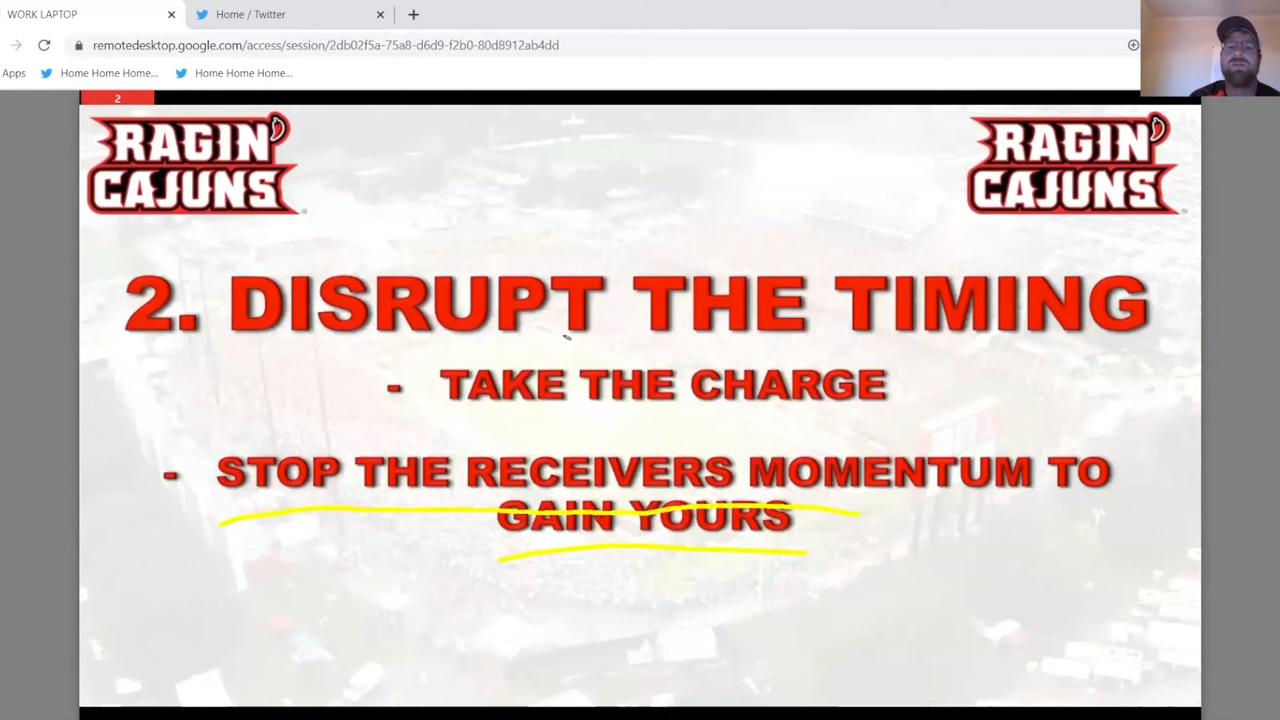 WORK LAPTOP
Home / Twitter
remotedesktop.google.com/access/session/2db02f5a-75a8-d6d9-f2b0-80d8912ab4dd
Apps
Home Home Home...
Home Home Home...
2
RAGIN'
CAJUNS
RAGIN'
CAJUNS
2. DISRUPT THE TIMING
- TAKE THE CHARGE
- STOP THE RECEIVERS MOMENTUM TO
GAIN YOURS